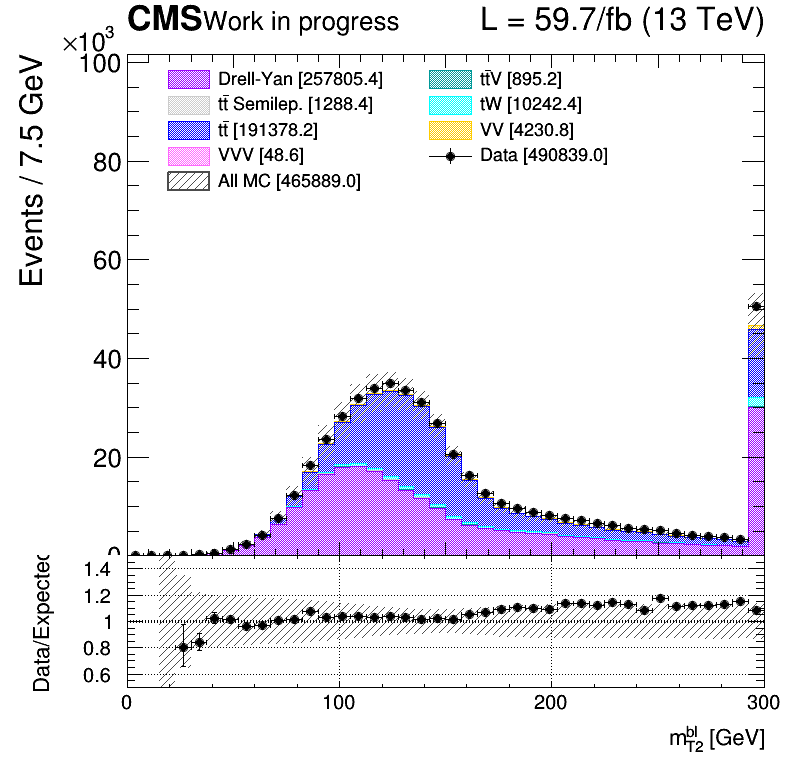 CMS Work in progress L = 59.7/fb (13 TeV)
×10³
Events / 7.5 GeV
100
80
60
40
20
0
Drell-Yan [257805.4]
tt̄ Semilep. [1288.4]
tt̄ [191378.2]
VVV [48.6]
All MC [465889.0]
tt̄V [895.2]
tW [10242.4]
VV [4230.8]
Data [490839.0]
Data/Expected
1.4
1.2
1
0.8
0.6
0 100 200 300
m_T2^bl [GeV]